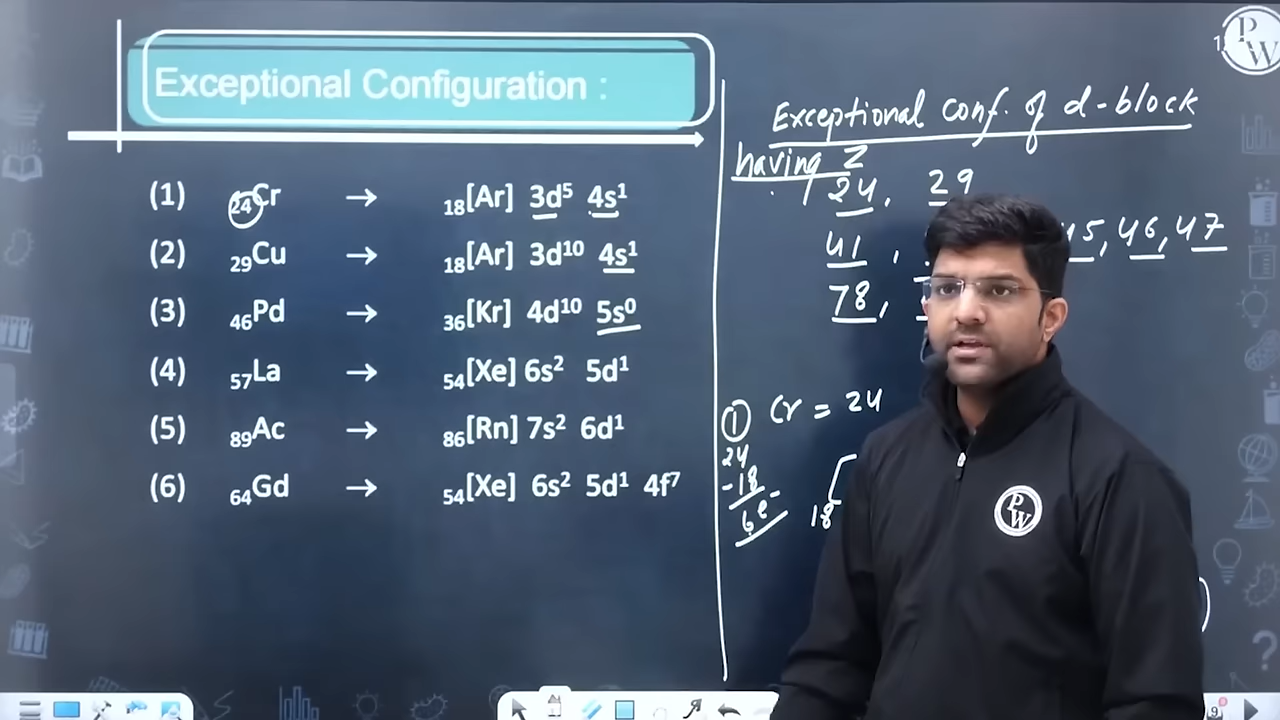 Exceptional Configuration :
(1) ₂₄Cr → ₁₈[Ar] 3d⁵ 4s¹
(2) ₂₉Cu → ₁₈[Ar] 3d¹⁰ 4s¹
(3) ₄₆Pd → ₃₆[Kr] 4d¹⁰ 5s⁰
(4) ₅₇La → ₅₄[Xe] 6s² 5d¹
(5) ₈₉Ac → ₈₆[Rn] 7s² 6d¹
(6) ₆₄Gd → ₅₄[Xe] 6s² 5d¹ 4f⁷
Exceptional conf. of d-block
having Z
24, 29
41, 45, 46, 47
78,
① Cr = 24
24
-18
6e-
18
PW
PW